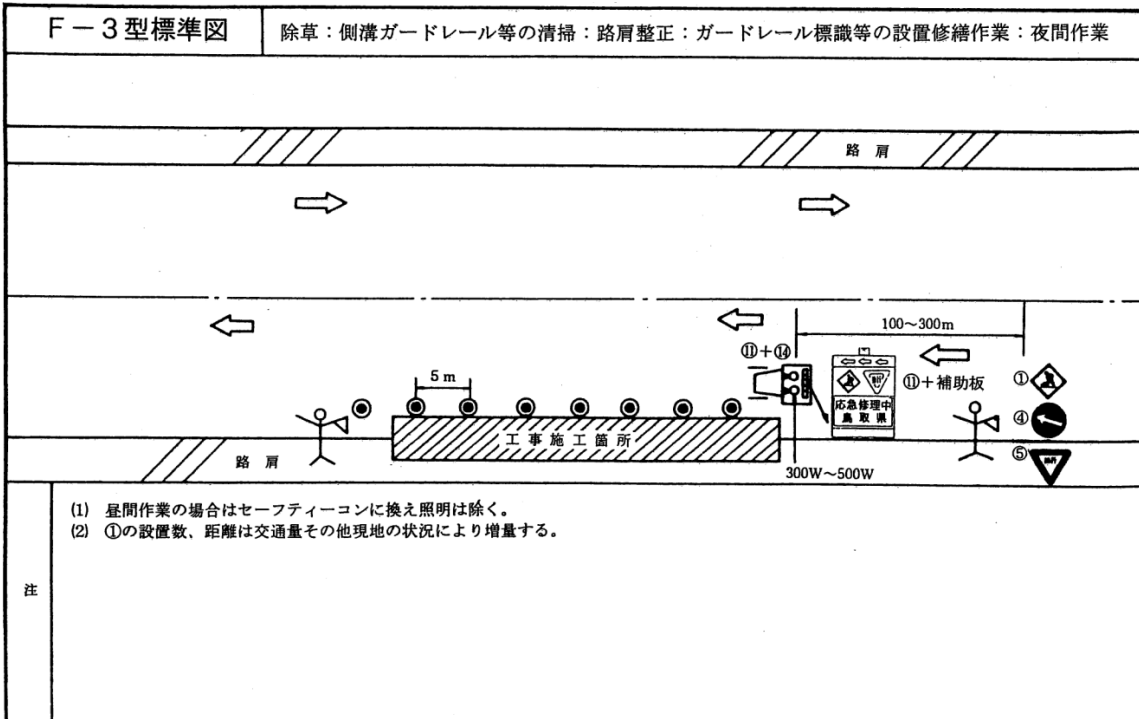 F－3型標準図
除草：側溝ガードレール等の清掃：路肩整正：ガードレール標識等の設置修繕作業：夜間作業
路肩
100～300m
⑪＋⑭
⑪＋補助板
①
5m
応急修理中
鳥取県
④
工事施工箇所
路肩
⑤
300W～500W
注
(1) 昼間作業の場合はセーフティーコンに換え照明は除く。
(2) ①の設置数、距離は交通量その他現地の状況により増量する。